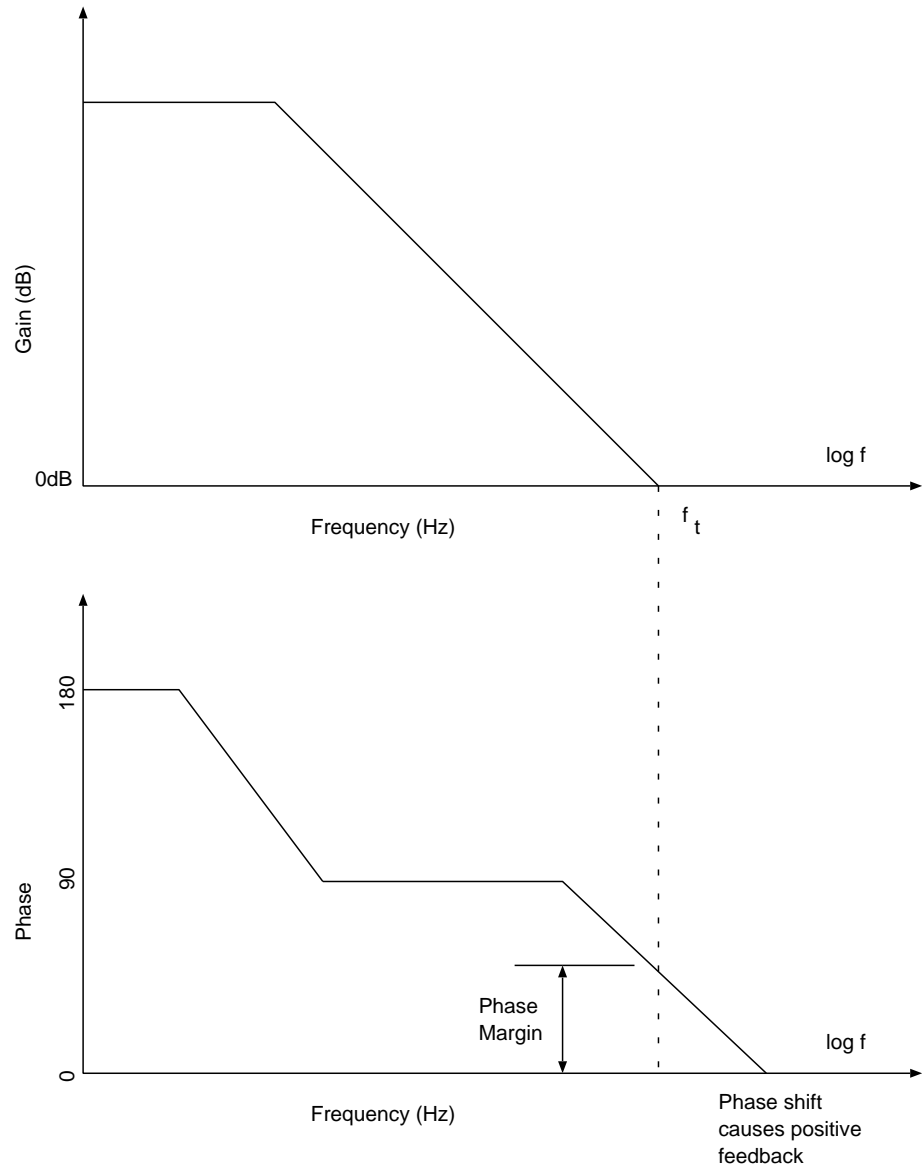 Gain (dB)
0dB
log f
Frequency (Hz)
f t
180
90
0
Phase
Phase
Margin
log f
Frequency (Hz)
Phase shift
causes positive
feedback